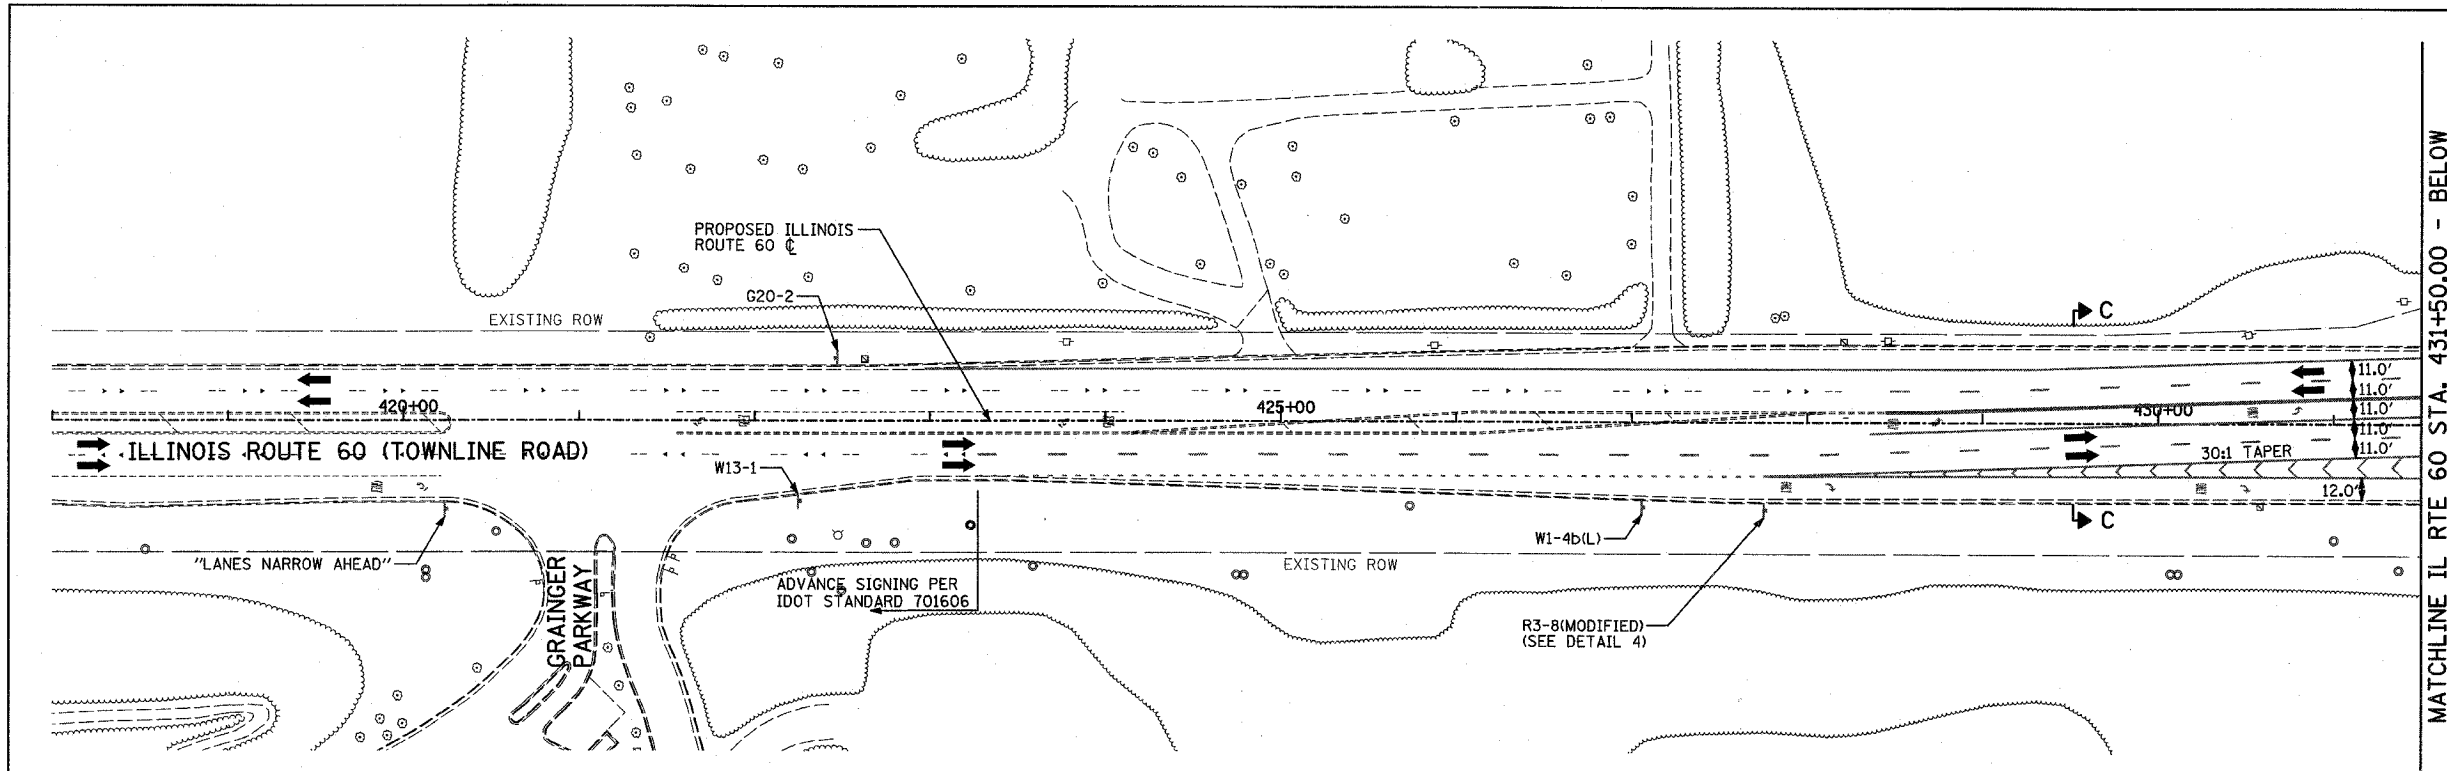 PROPOSED ILLINOIS
ROUTE 60 ℄
G20-2
EXISTING ROW
C
420+00
425+00
430+00
11.0'
11.0'
11.0'
11.0'
11.0'
ILLINOIS ROUTE 60 (TOWNLINE ROAD)
W13-1
30:1 TAPER
12.0'
C
"LANES NARROW AHEAD"
W1-4b(L)
EXISTING ROW
GRAINGER
PARKWAY
ADVANCE SIGNING PER
IDOT STANDARD 701606
R3-8(MODIFIED)
(SEE DETAIL 4)
MATCHLINE IL RTE 60 STA. 431+50.00 - BELOW